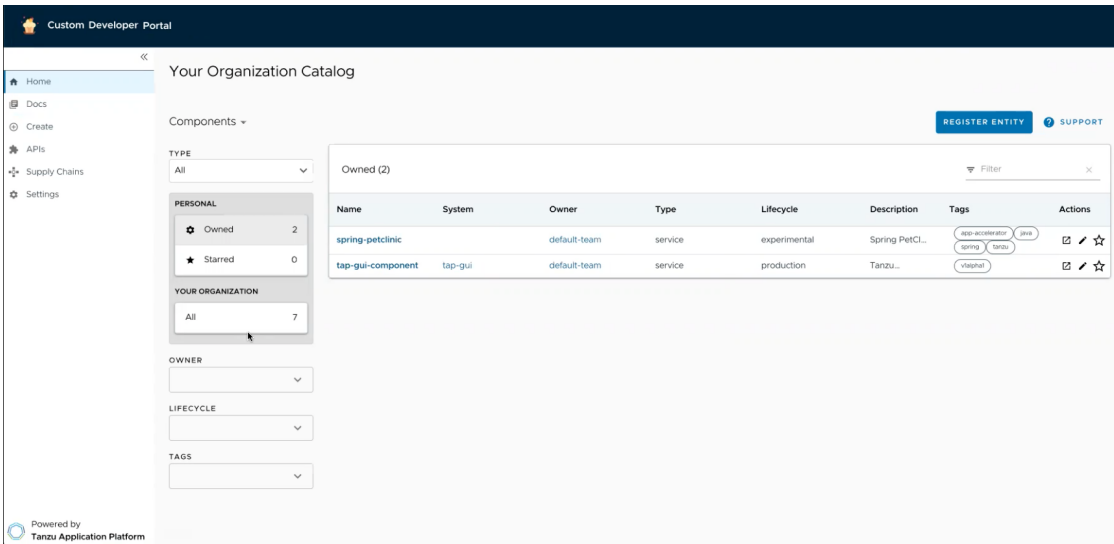 Custom Developer Portal
«
Home
Docs
Create
APIs
Supply Chains
Settings
Powered by
Tanzu Application Platform
Your Organization Catalog
Components
REGISTER ENTITY
SUPPORT
TYPE
All
PERSONAL
Owned 2
Starred 0
YOUR ORGANIZATION
All 7
OWNER
LIFECYCLE
TAGS
Owned (2)
Filter
Name System Owner Type Lifecycle Description Tags Actions
spring-petclinic default-team service experimental Spring PetCl... app-accelerator java
spring tanzu
tap-gui-component tap-gui default-team service production Tanzu... v1alpha1